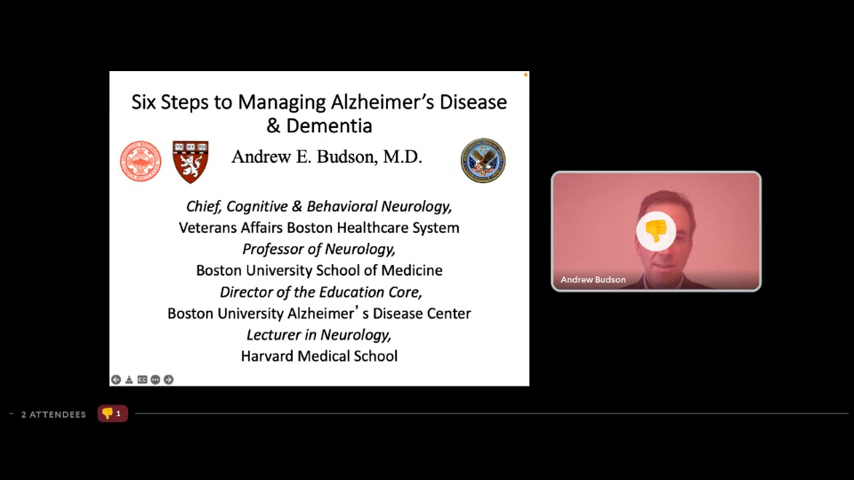 Six Steps to Managing Alzheimer's Disease
& Dementia
Andrew E. Budson, M.D.
Chief, Cognitive & Behavioral Neurology,
Veterans Affairs Boston Healthcare System
Professor of Neurology,
Boston University School of Medicine
Director of the Education Core,
Boston University Alzheimer's Disease Center
Lecturer in Neurology,
Harvard Medical School
Andrew Budson
2 ATTENDEES
1